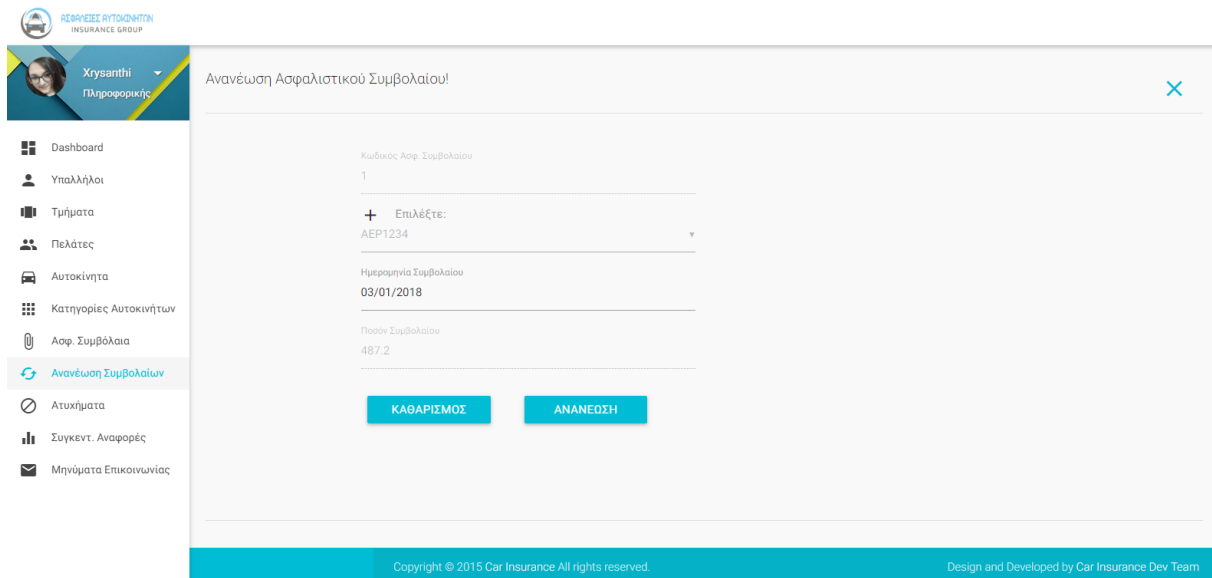 ΑΣΦΑΛΕΙΕΣ ΑΥΤΟΚΙΝΗΤΩΝ
INSURANCE GROUP
Xrysanthi
Πληροφορικής
Dashboard
Υπαλλήλοι
Τμήματα
Πελάτες
Αυτοκίνητα
Κατηγορίες Αυτοκινήτων
Ασφ. Συμβόλαια
Ανανέωση Συμβολαίων
Ατυχήματα
Συγκεντ. Αναφορές
Μηνύματα Επικοινωνίας
Ανανέωση Ασφαλιστικού Συμβολαίου!
Κωδικος Ασφ. Συμβολαίου
1
Επιλέξτε:
ΑΕΡ1234
Ημερομηνία Συμβολαίου
03/01/2018
Ποσόν Συμβολαίου
487.2
ΚΑΘΑΡΙΣΜΟΣ ΑΝΑΝΕΩΣΗ
Copyright © 2015 Car Insurance All rights reserved. Design and Developed by Car Insurance Dev Team